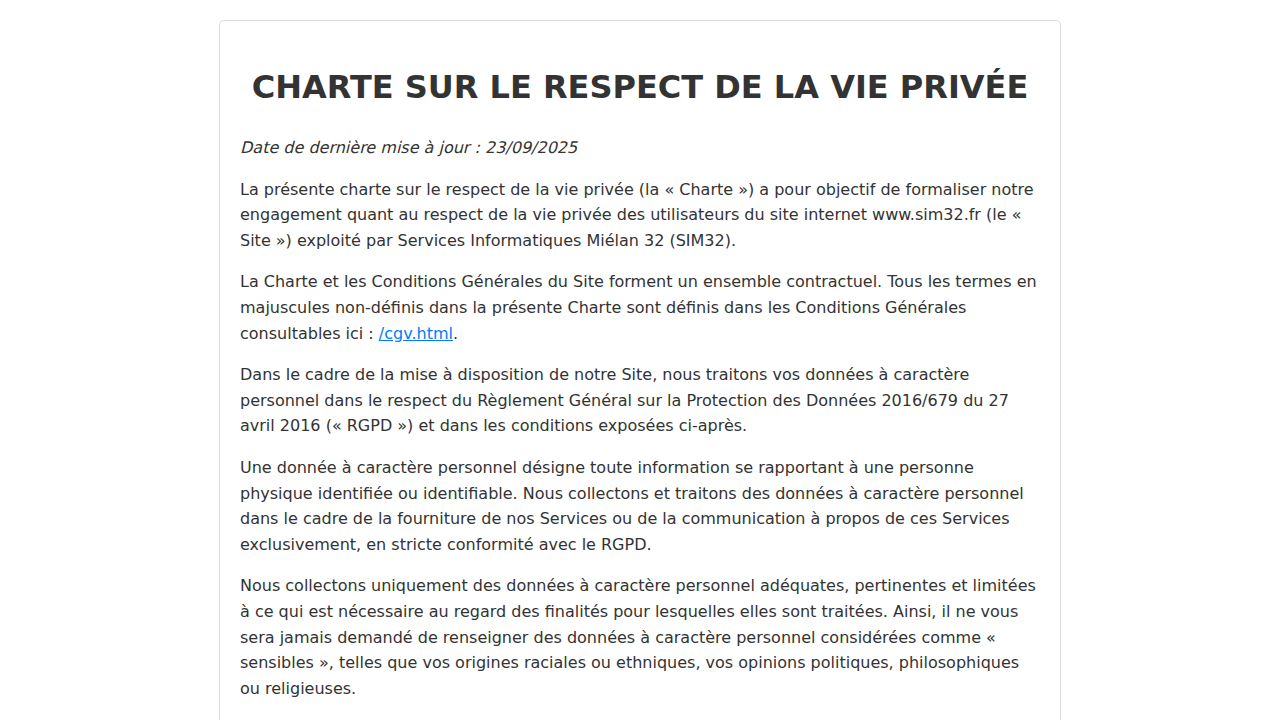 CHARTE SUR LE RESPECT DE LA VIE PRIVÉE
Date de dernière mise à jour : 23/09/2025
La présente charte sur le respect de la vie privée (la « Charte ») a pour objectif de formaliser notre
engagement quant au respect de la vie privée des utilisateurs du site internet www.sim32.fr (le «
Site ») exploité par Services Informatiques Miélan 32 (SIM32).
La Charte et les Conditions Générales du Site forment un ensemble contractuel. Tous les termes en
majuscules non-définis dans la présente Charte sont définis dans les Conditions Générales
consultables ici : /cgv.html.
Dans le cadre de la mise à disposition de notre Site, nous traitons vos données à caractère
personnel dans le respect du Règlement Général sur la Protection des Données 2016/679 du 27
avril 2016 (« RGPD ») et dans les conditions exposées ci-après.
Une donnée à caractère personnel désigne toute information se rapportant à une personne
physique identifiée ou identifiable. Nous collectons et traitons des données à caractère personnel
dans le cadre de la fourniture de nos Services ou de la communication à propos de ces Services
exclusivement, en stricte conformité avec le RGPD.
Nous collectons uniquement des données à caractère personnel adéquates, pertinentes et limitées
à ce qui est nécessaire au regard des finalités pour lesquelles elles sont traitées. Ainsi, il ne vous
sera jamais demandé de renseigner des données à caractère personnel considérées comme «
sensibles », telles que vos origines raciales ou ethniques, vos opinions politiques, philosophiques
ou religieuses.